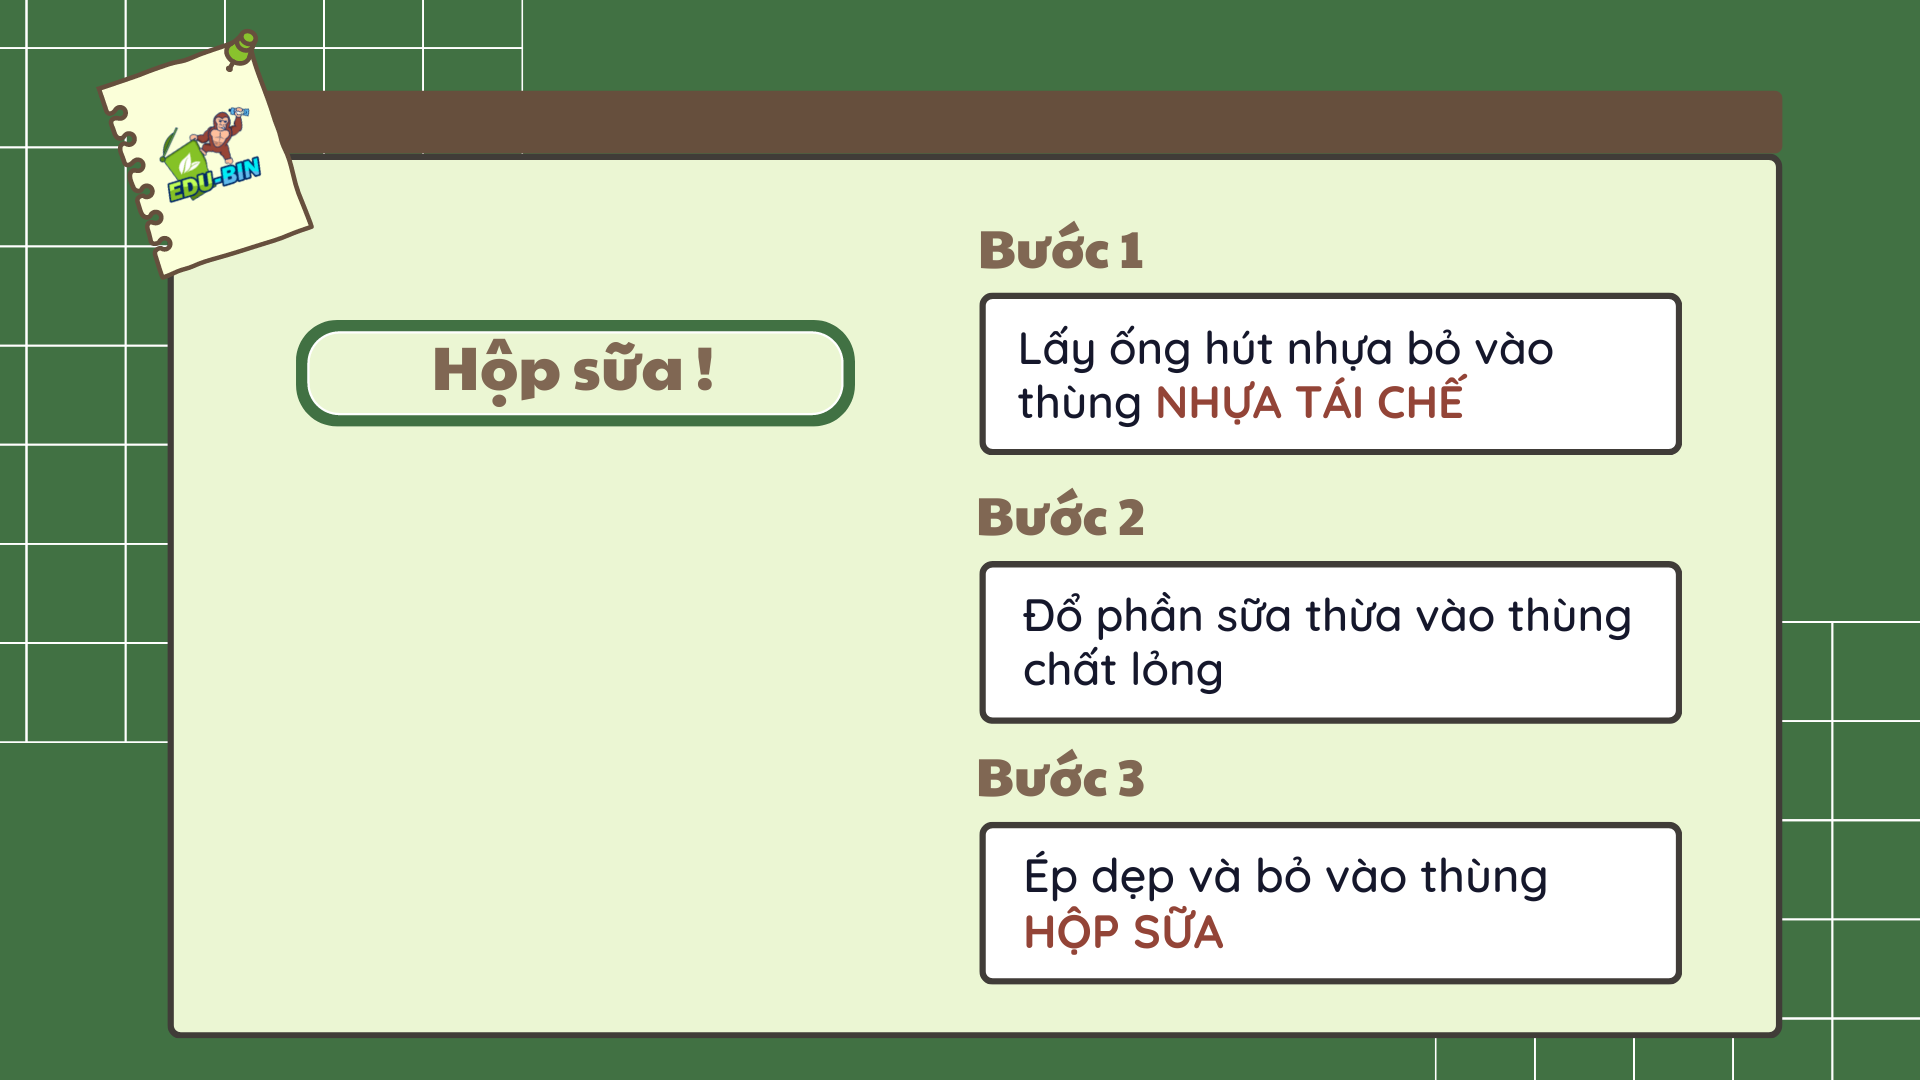 EDU-BIN
Hộp sữa !
Bước 1
Lấy ống hút nhựa bỏ vào
thùng NHỰA TÁI CHẾ
Bước 2
Đổ phần sữa thừa vào thùng
chất lỏng
Bước 3
Ép dẹp và bỏ vào thùng
HỘP SỮA